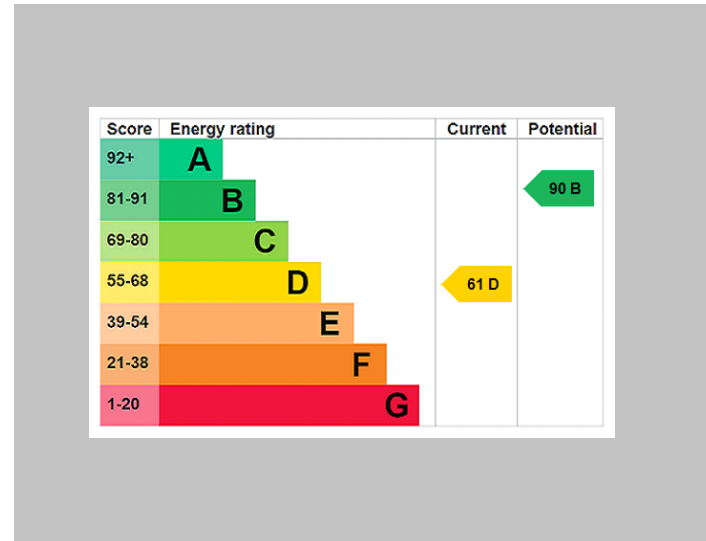 Score Energy rating Current Potential
92+ A
81-91 B 90 B
69-80 C
55-68 D 61 D
39-54 E
21-38 F
1-20 G